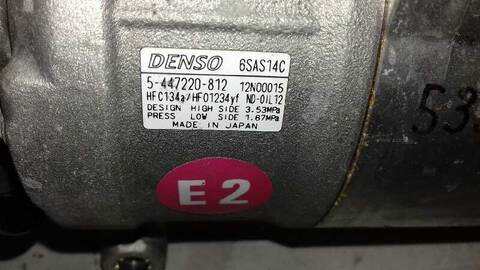 DENSO 6SAS14C
5-447220-812 12N00015
HFC134a/HFO1234yf ND-OIL12
DESIGN HIGH SIDE 3.53MPa
PRESS LOW SIDE 1.67MPa
MADE IN JAPAN
E2
53